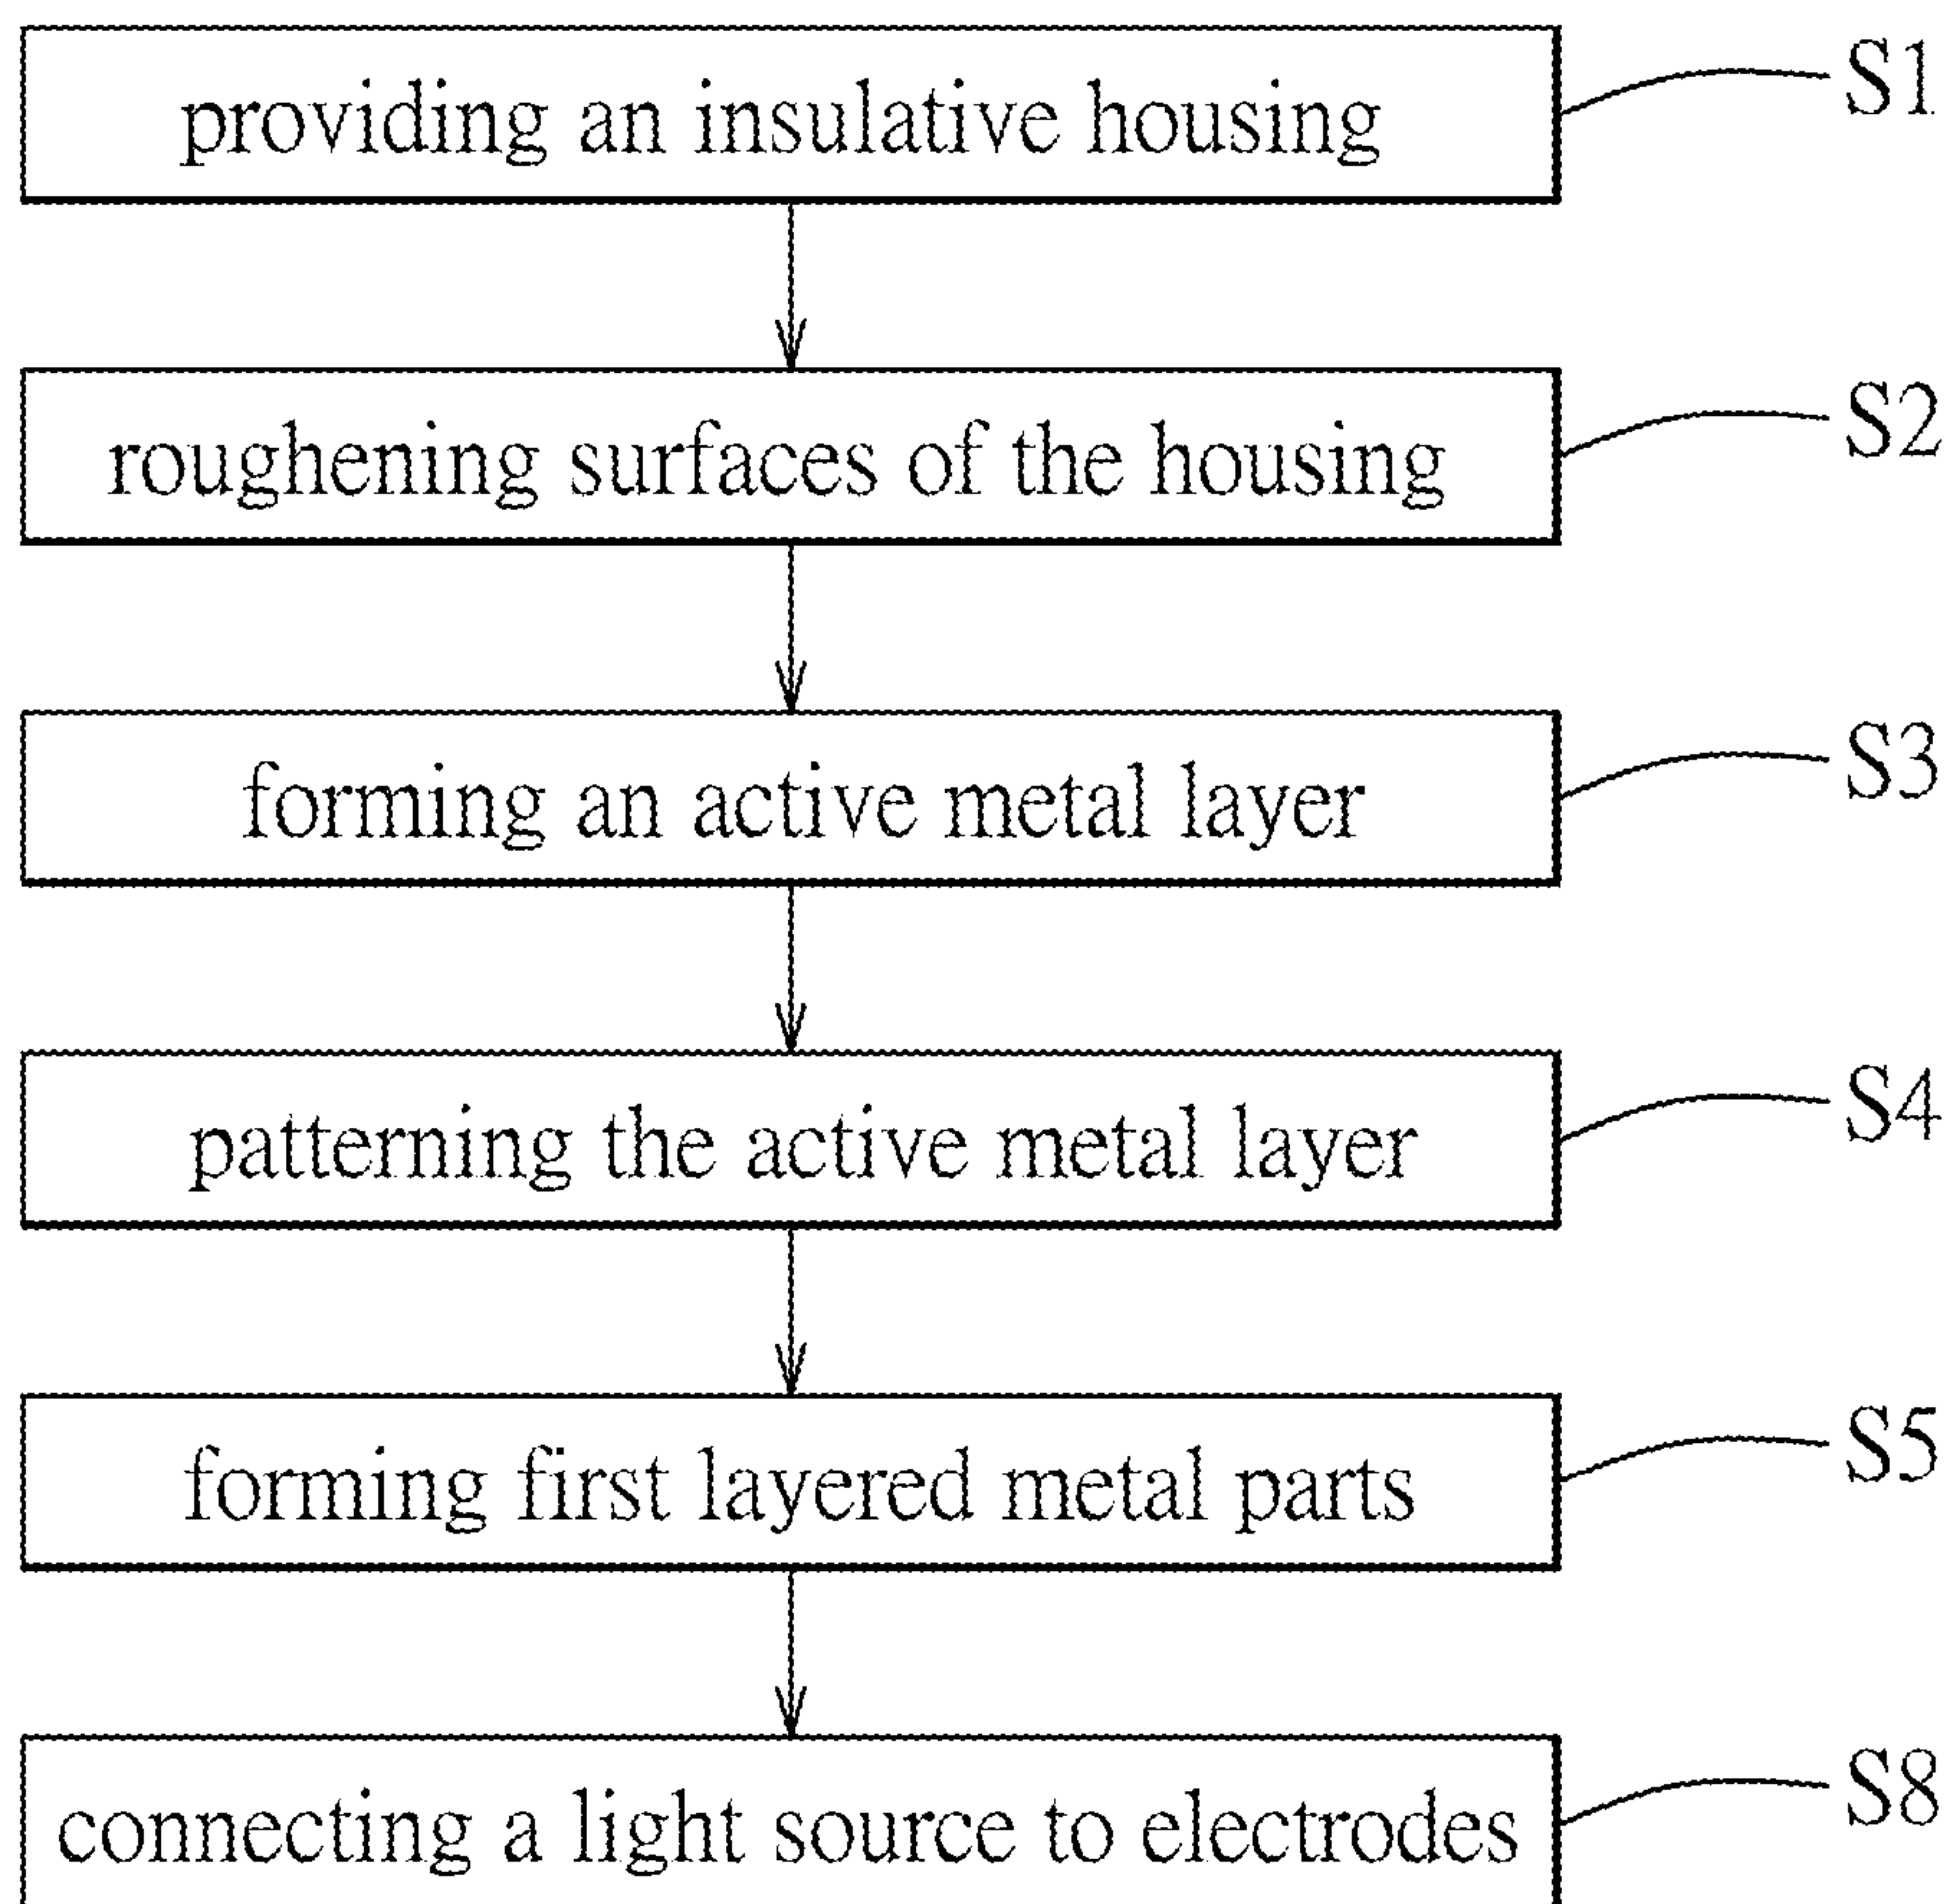 providing an insulative housing S1
roughening surfaces of the housing S2
forming an active metal layer S3
patterning the active metal layer S4
forming first layered metal parts S5
connecting a light source to electrodes S8